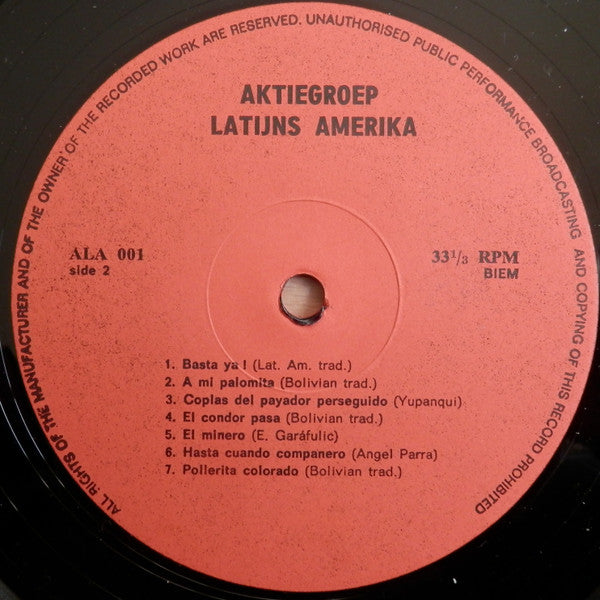 ALL RIGHTS OF THE MANUFACTURER AND OF THE OWNER OF THE RECORDED WORK ARE RESERVED. UNAUTHORISED PUBLIC PERFORMANCE BROADCASTING AND COPYING OF THIS RECORD PROHIBITED
AKTIEGROEP
LATIJNS AMERIKA
ALA 001
side 2
33 1/3 RPM
BIEM
1. Basta ya! (Lat. Am. trad.)
2. A mi palomita (Bolivian trad.)
3. Coplas del payador perseguido (Yupanqui)
4. El condor pasa (Bolivian trad.)
5. El minero (E. Garáfulic)
6. Hasta cuando companero (Angel Parra)
7. Pollerita colorado (Bolivian trad.)